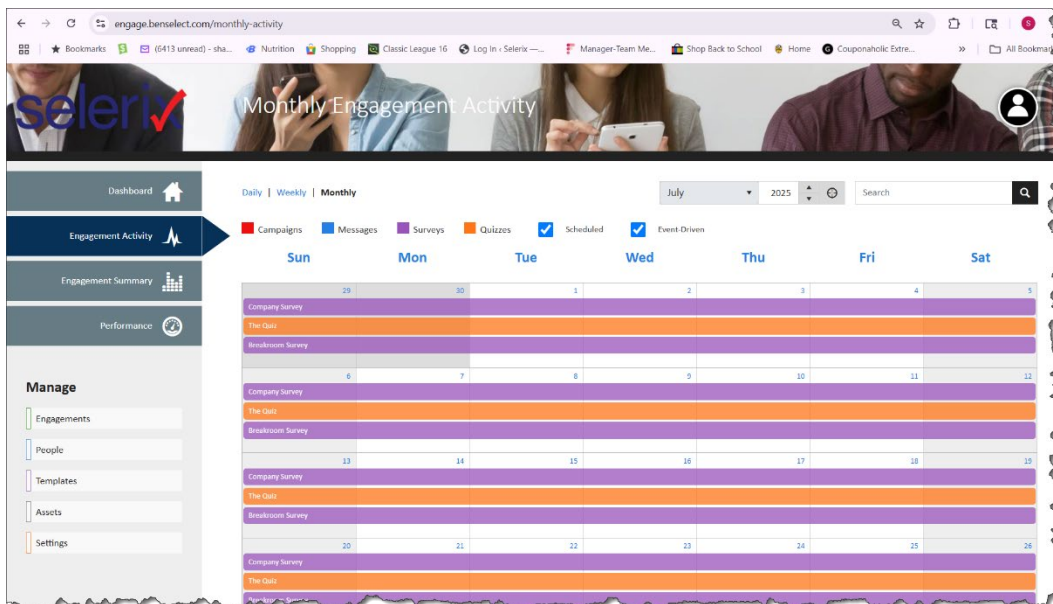 engage.benselect.com/monthly-activity
Bookmarks (6413 unread) - sha... Nutrition Shopping Classic League 16 Log In ‹ Selerix —... Manager-Team Me... Shop Back to School Home Couponaholic Extre... » All Bookmar
S
selerix
Monthly Engagement Activity
Dashboard
Engagement Activity
Engagement Summary
Performance
Manage
Engagements
People
Templates
Assets
Settings
Daily | Weekly | Monthly
July 2025 Search
Campaigns Messages Surveys Quizzes Scheduled Event-Driven
Sun Mon Tue Wed Thu Fri Sat
29 30 1 2 3 4 5
Company Survey
The Quiz
Breakroom Survey
6 7 8 9 10 11 12
Company Survey
The Quiz
Breakroom Survey
13 14 15 16 17 18 19
Company Survey
The Quiz
Breakroom Survey
20 21 22 23 24 25 26
Company Survey
The Quiz